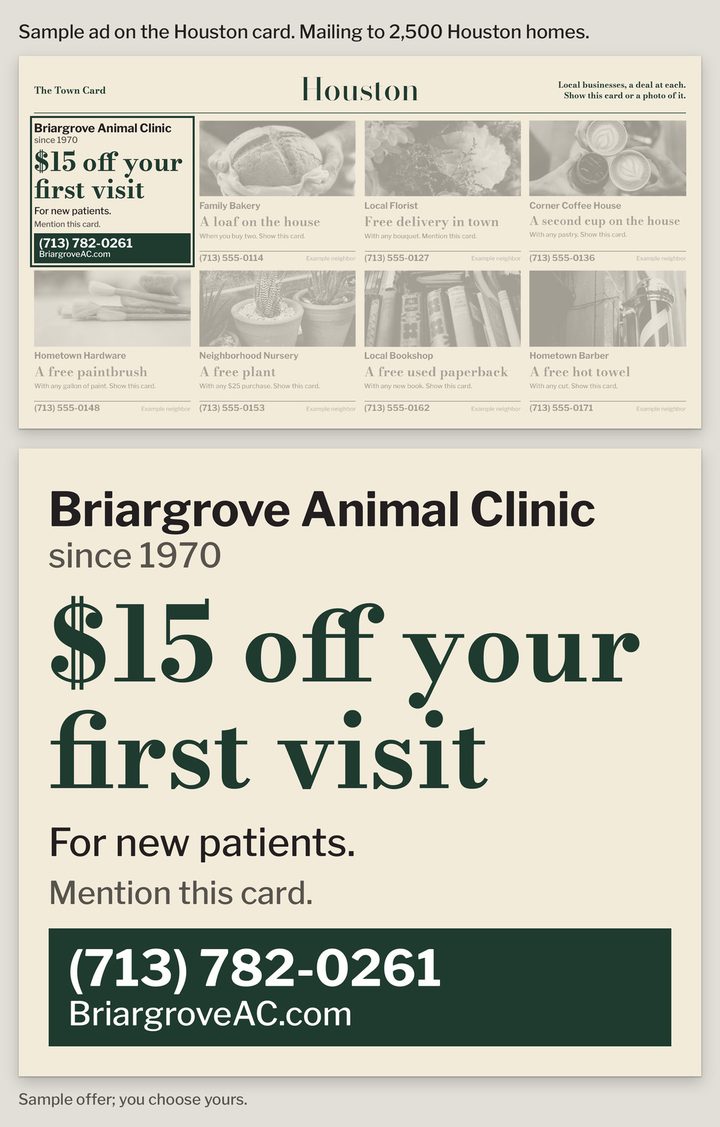 Sample ad on the Houston card. Mailing to 2,500 Houston homes.
The Town Card
Houston
Local businesses, a deal at each.
Show this card or a photo of it.
Briargrove Animal Clinic
since 1970
$15 off your
first visit
For new patients.
Mention this card.
(713) 782-0261
BriargroveAC.com
Family Bakery
A loaf on the house
When you buy two. Show this card.
(713) 555-0114 Example neighbor
Local Florist
Free delivery in town
With any bouquet. Mention this card.
(713) 555-0127 Example neighbor
Corner Coffee House
A second cup on the house
With any pastry. Show this card.
(713) 555-0136 Example neighbor
Hometown Hardware
A free paintbrush
With any gallon of paint. Show this card.
(713) 555-0148 Example neighbor
Neighborhood Nursery
A free plant
With any $25 purchase. Show this card.
(713) 555-0153 Example neighbor
Local Bookshop
A free used paperback
With any new book. Show this card.
(713) 555-0162 Example neighbor
Hometown Barber
A free hot towel
With any cut. Show this card.
(713) 555-0171 Example neighbor
Briargrove Animal Clinic
since 1970
$15 off your
first visit
For new patients.
Mention this card.
(713) 782-0261
BriargroveAC.com
Sample offer; you choose yours.